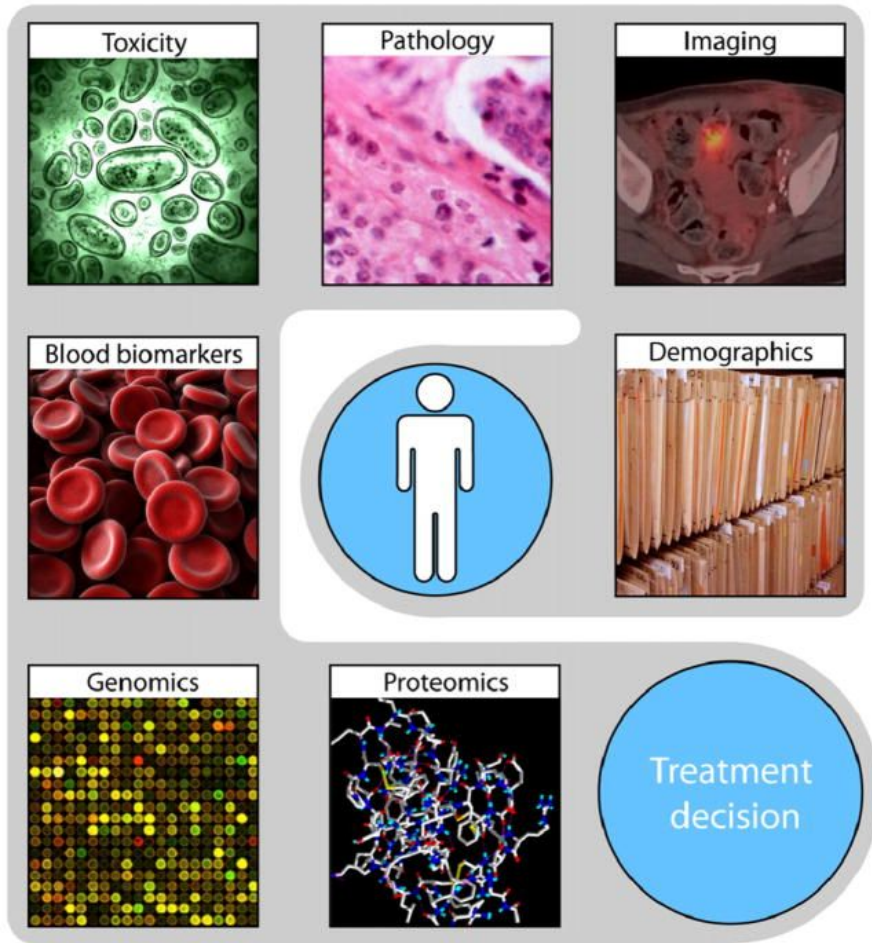 Toxicity
Pathology
Imaging
Blood biomarkers
Demographics
Genomics
Proteomics
Treatment
decision